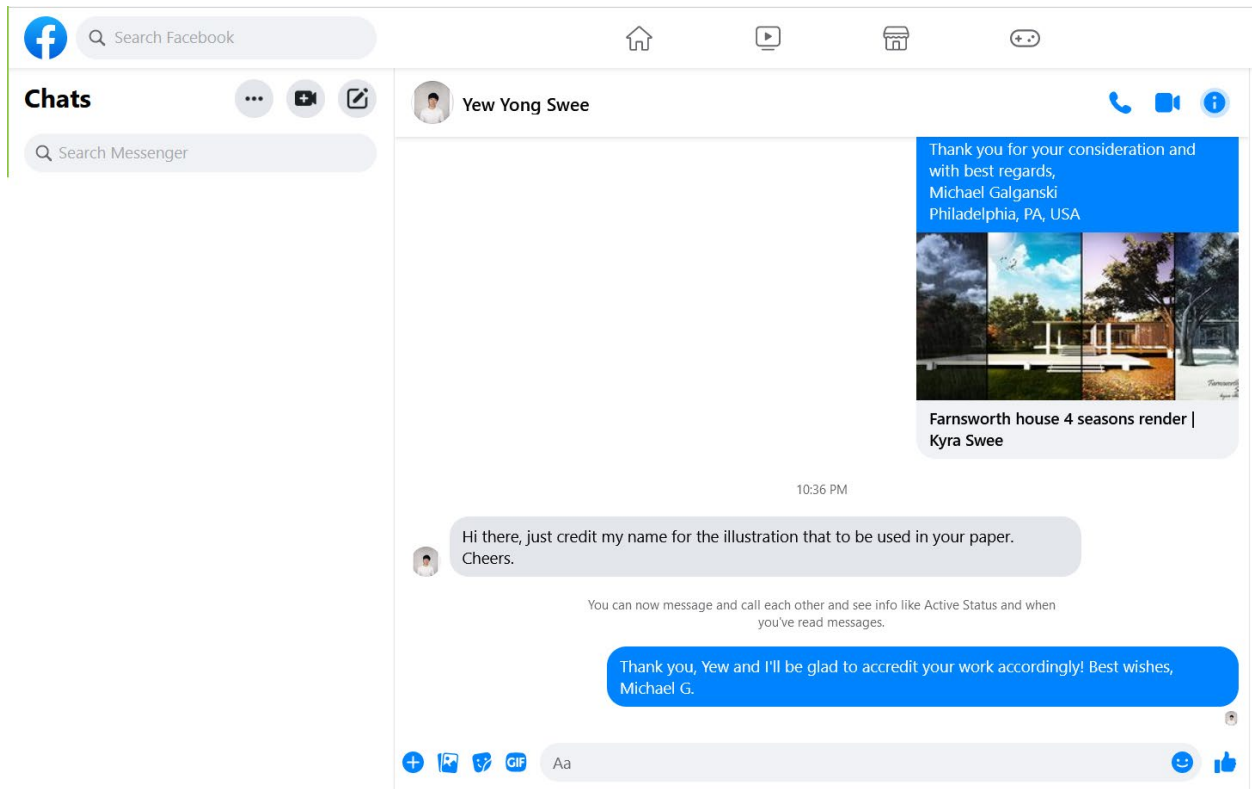 Search Facebook
Chats
Search Messenger
Yew Yong Swee
Thank you for your consideration and
with best regards,
Michael Galganski
Philadelphia, PA, USA
Farnsworth house 4 seasons render |
Kyra Swee
10:36 PM
Hi there, just credit my name for the illustration that to be used in your paper.
Cheers.
You can now message and call each other and see info like Active Status and when
you've read messages.
Thank you, Yew and I'll be glad to accredit your work accordingly! Best wishes,
Michael G.
GIF
Aa